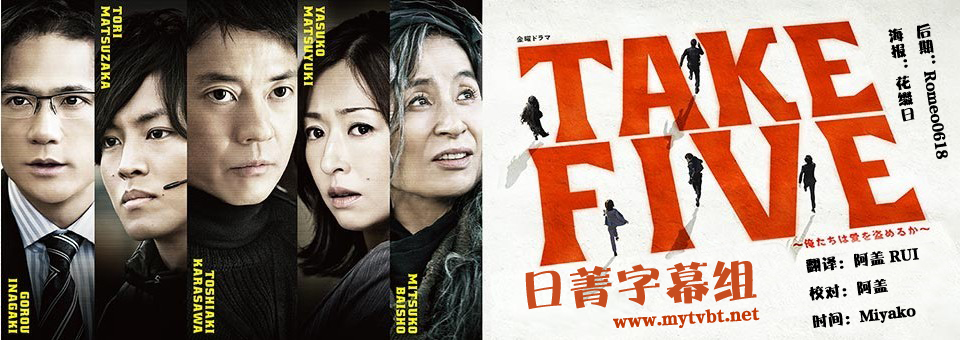 TORI
MATSUZAKA
YASUKO
MATSUYUKI
GOROU
INAGAKI
TOSHIAKI
KARASAWA
MITSUKO
BAISHO
金曜ドラマ
TAKE
FIVE
～俺たちは愛を盗めるか～
后期：Romeo0618
海报：花缀日
日菁字幕组
www.mytvbt.net
翻译：阿盖 RUI
校对：阿盖
时间：Miyako